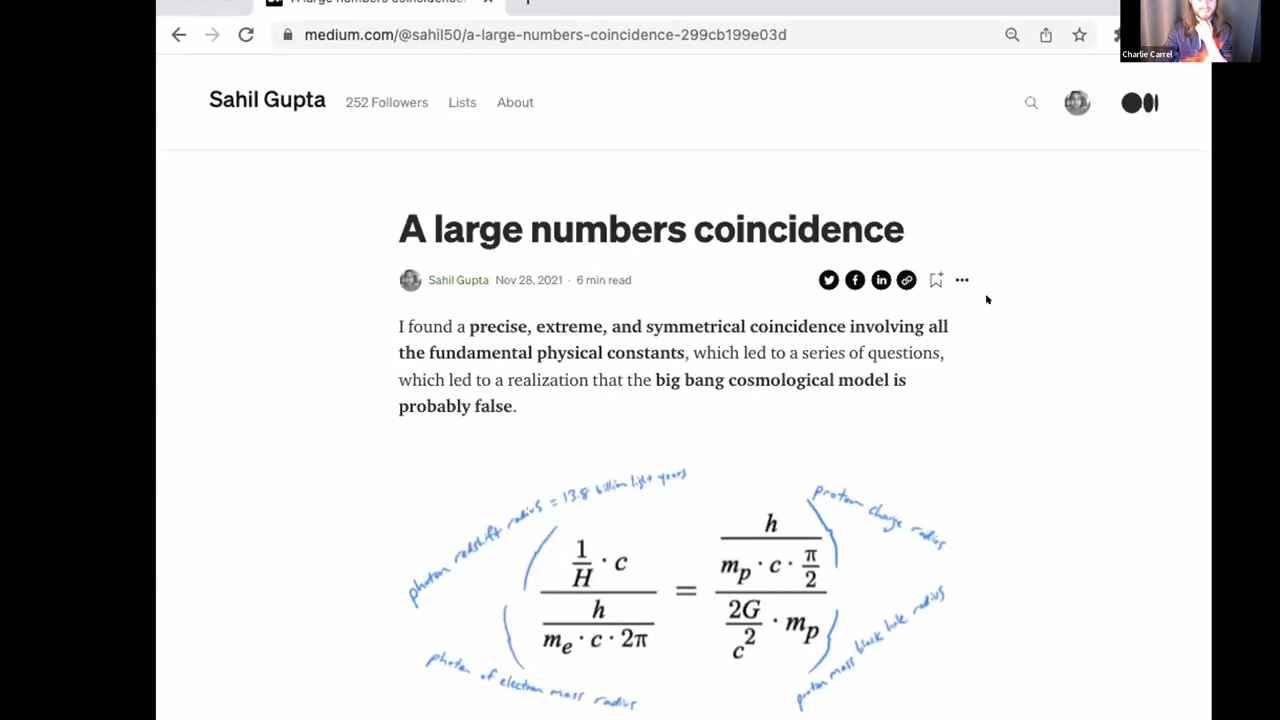 A large numbers coincidence.
medium.com/@sahil50/a-large-numbers-coincidence-299cb199e03d
Charlie Carrel
Sahil Gupta 252 Followers Lists About
A large numbers coincidence
Sahil Gupta Nov 28, 2021 · 6 min read
I found a precise, extreme, and symmetrical coincidence involving all
the fundamental physical constants, which led to a series of questions,
which led to a realization that the big bang cosmological model is
probably false.
photon redshift radius = 13.8 billion light years
proton charge radius
1/H · c / h/(m_e · c · 2π) = h/(m_p · c · π/2) / 2G/c² · m_p
photon of electron mass radius
proton mass black hole radius